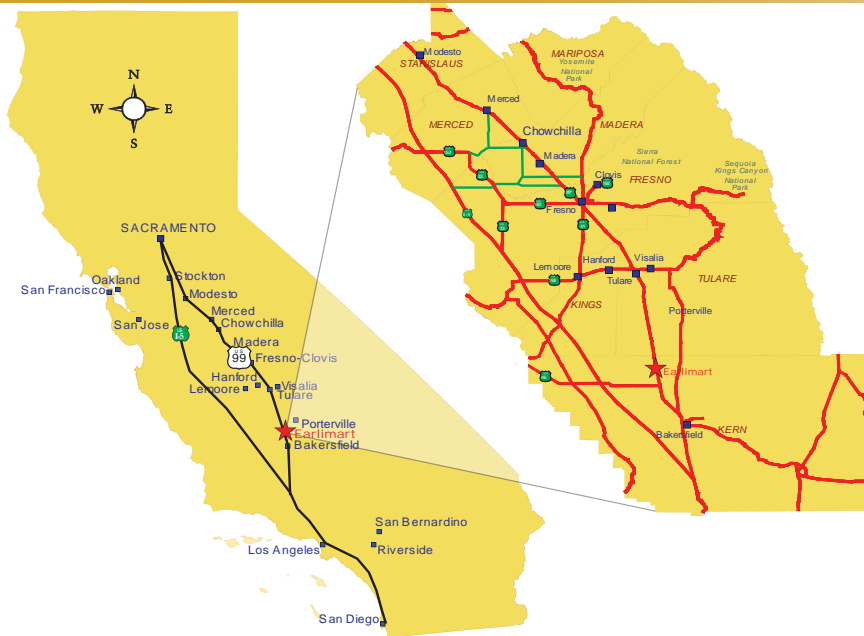 N
W
E
S
SACRAMENTO
Oakland
San Francisco
Stockton
Modesto
San Jose
Merced
Chowchilla
Madera
US
99
Fresno-Clovis
Hanford
Lemoore
Visalia
Tulare
Porterville
Earlimart
Bakersfield
San Bernardino
Los Angeles
Riverside
San Diego
Modesto
STANISLAUS
MARIPOSA
Yosemite
National
Park
Merced
MERCED
Chowchilla
MADERA
Madera
Sierra
National Forest
Sequoia
Kings Canyon
National
Park
Clovis
FRESNO
Fresno
Lemoore
Hanford
Visalia
Tulare
TULARE
KINGS
Porterville
Earlimart
Bakersfield
KERN